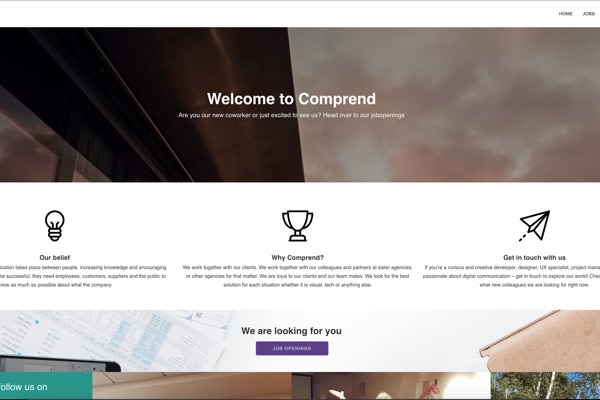 HOME JOBS
Welcome to Comprend
Are you our new coworker or just excited to see us? Head over to our jobopenings
Our belief
ication takes place between people, increasing knowledge and encouraging
be successful, they need employees, customers, suppliers and the public to
now as much as possible about what the company
Why Comprend?
We work together with our clients. We work together with our colleagues and partners at sister agencies,
or other agencies for that matter. We are loyal to our clients and our team mates. We look for the best
solution for each situation whether it is visual, tech or anything else.
Get in touch with us
If you're a curious and creative developer, designer, UX specialist, project mana
passionate about digital communication – get in touch to explore our world! Chec
what new colleagues we are looking for right now.
We are looking for you
JOB OPENINGS
ollow us on